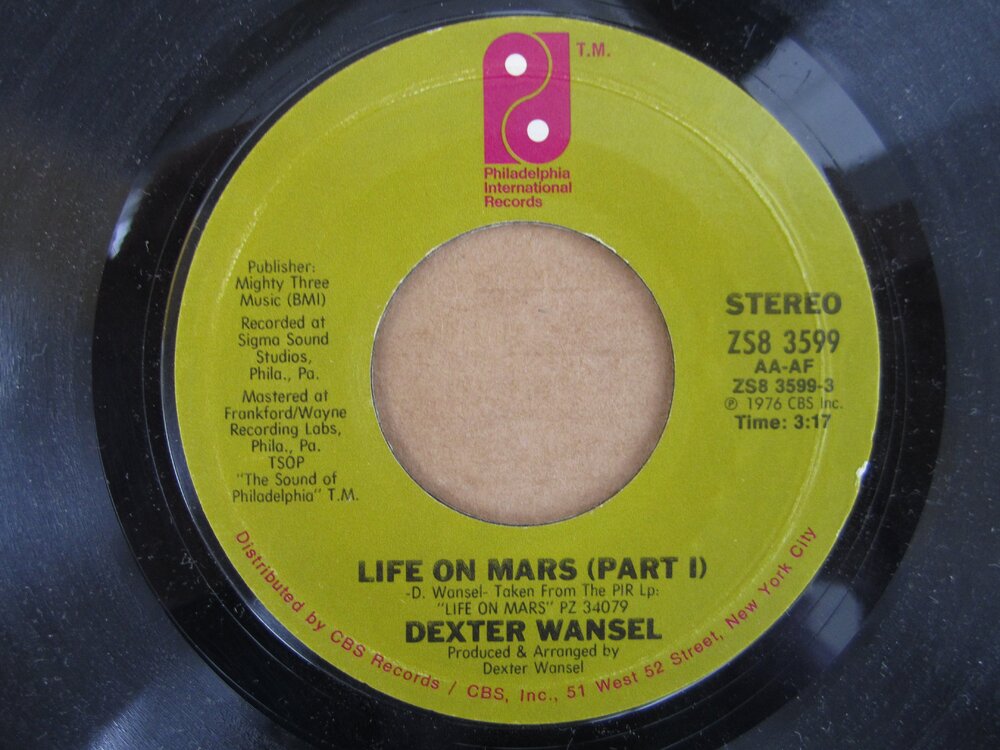 T.M.
Philadelphia
International
Records
Publisher:
Mighty Three
Music (BMI)
Recorded at
Sigma Sound
Studios,
Phila., Pa.
Mastered at
Frankford/Wayne
Recording Labs,
Phila., Pa.
TSOP
"The Sound of
Philadelphia" T.M.
STEREO
ZS8 3599
AA-AF
ZS8 3599-3
℗ 1976 CBS Inc.
Time: 3:17
LIFE ON MARS (PART I)
-D. Wansel- Taken From The PIR Lp:
"LIFE ON MARS" PZ 34079
DEXTER WANSEL
Produced & Arranged by
Dexter Wansel
Distributed by CBS Records / CBS, Inc., 51 West 52 Street, New York City